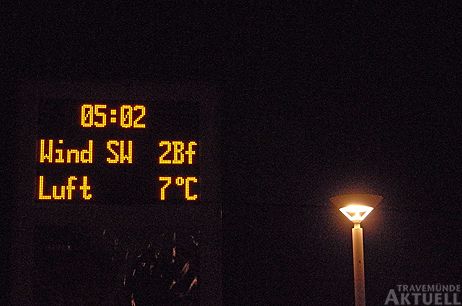 05:02
Wind SW 2Bf
Luft 7°C
TRAVEMÜNDE
AKTUELL